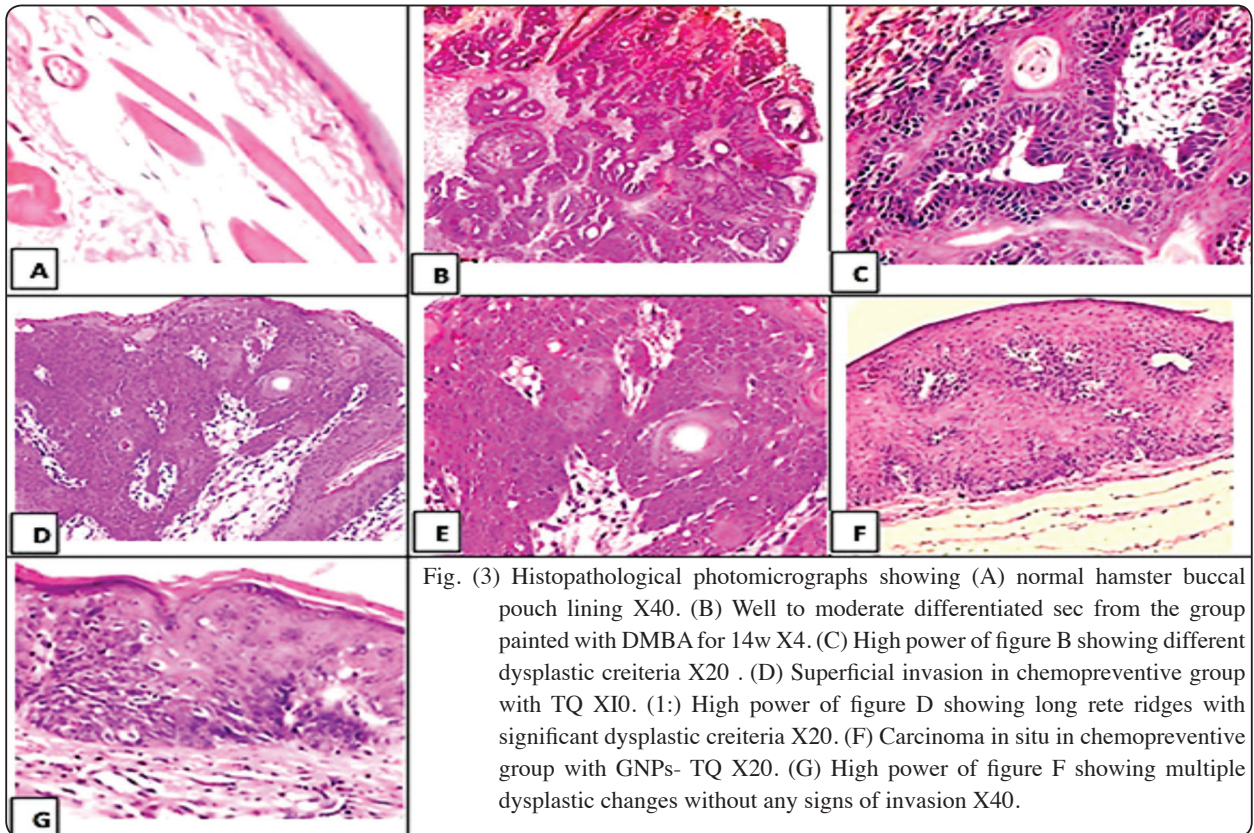 A
B
C
D
E
F
G
Fig. (3) Histopathological photomicrographs showing (A) normal hamster buccal
pouch lining X40. (B) Well to moderate differentiated sec from the group
painted with DMBA for 14w X4. (C) High power of figure B showing different
dysplastic creiteria X20 . (D) Superficial invasion in chemopreventive group
with TQ XI0. (1:) High power of figure D showing long rete ridges with
significant dysplastic creiteria X20. (F) Carcinoma in situ in chemopreventive
group with GNPs- TQ X20. (G) High power of figure F showing multiple
dysplastic changes without any signs of invasion X40.